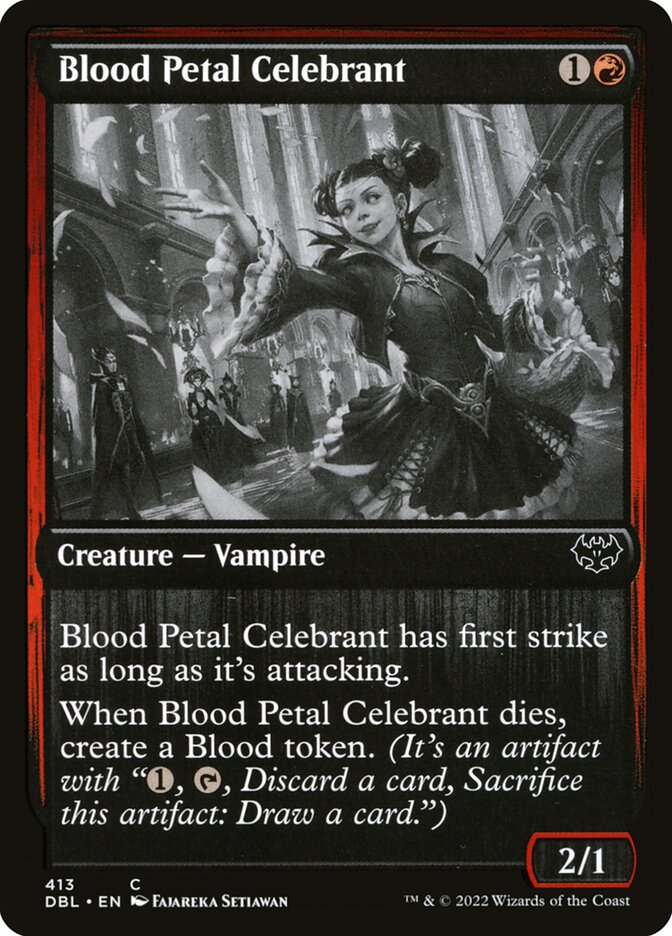 Blood Petal Celebrant 1
Creature — Vampire
Blood Petal Celebrant has first strike
as long as it's attacking.
When Blood Petal Celebrant dies,
create a Blood token. (It's an artifact
with “1, , Discard a card, Sacrifice
this artifact: Draw a card.”)
2/1
413 C
DBL • EN Fajareka Setiawan ™ & © 2022 Wizards of the Coast